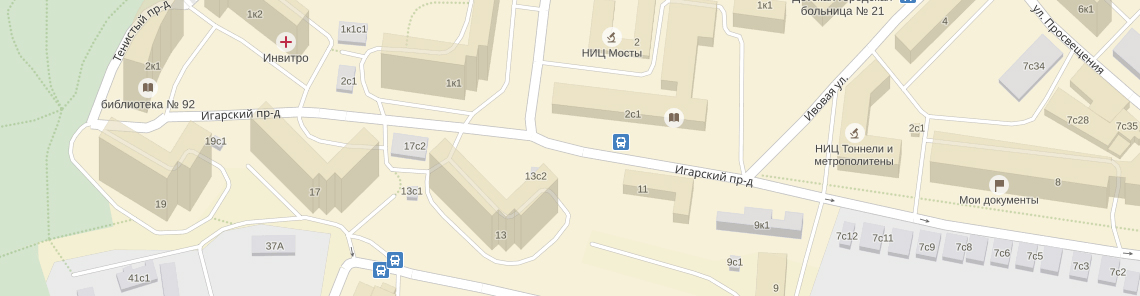 Тенистый пр-д
1к2
1к1с1
2
НИЦ Мосты
1к1
Детская городская
больница № 21
4
ул. Просвещения
6к1
Инвитро
2к1
2с1
1к1
7с34
библиотека № 92
Игарский пр-д
2с1
Ивовая ул.
2с1
7с28
7с35
19с1
17с2
НИЦ Тоннели и
метрополитены
Игарский пр-д
17
13с1
13с2
11
8
Мои документы
19
13
9к1
7с12
7с11
7с9
7с8
7с6
7с5
7с3
7с2
37А
41с1
9с1
9